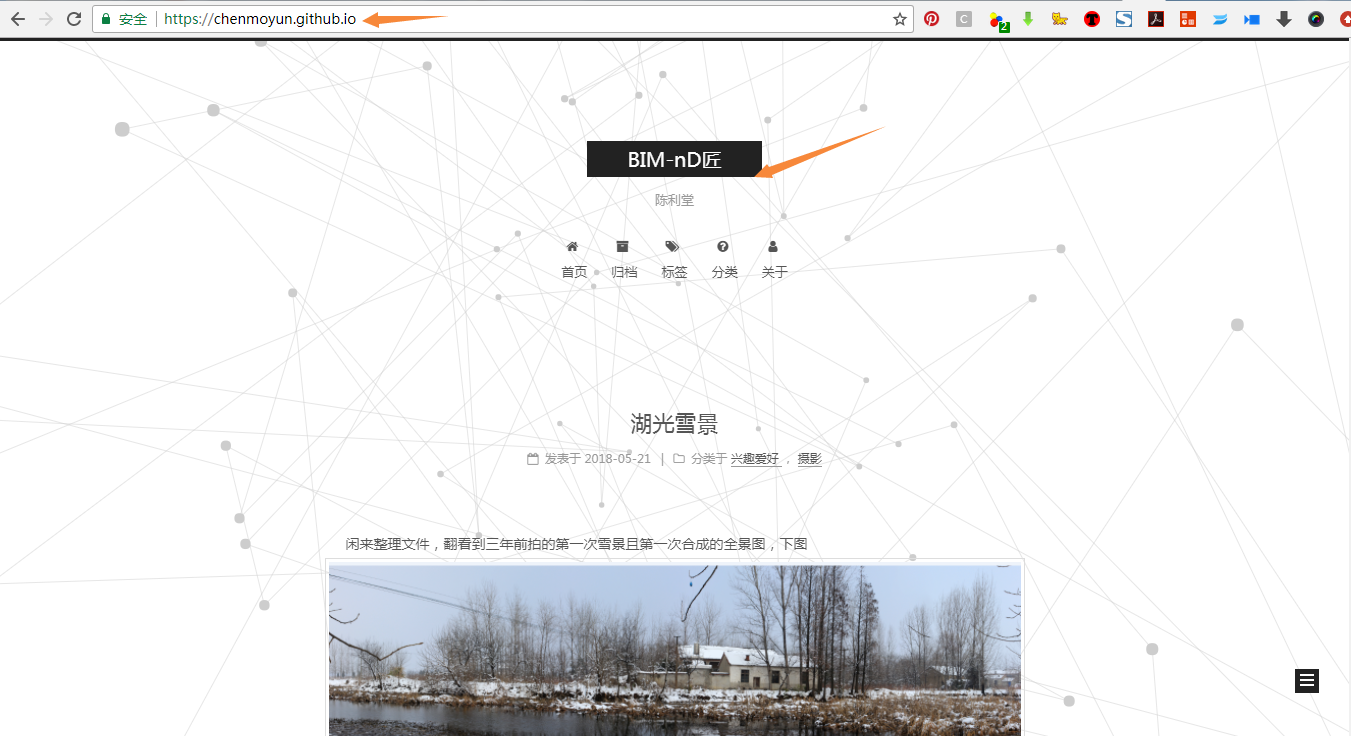 安全 | https://chenmoyun.github.io
C
2
T
S
BIM-nD匠
陈利堂
首页 归档 标签 分类 关于
湖光雪景
发表于 2018-05-21 | 分类于 兴趣爱好 ， 摄影
闲来整理文件，翻看到三年前拍的第一次雪景且第一次合成的全景图，下图